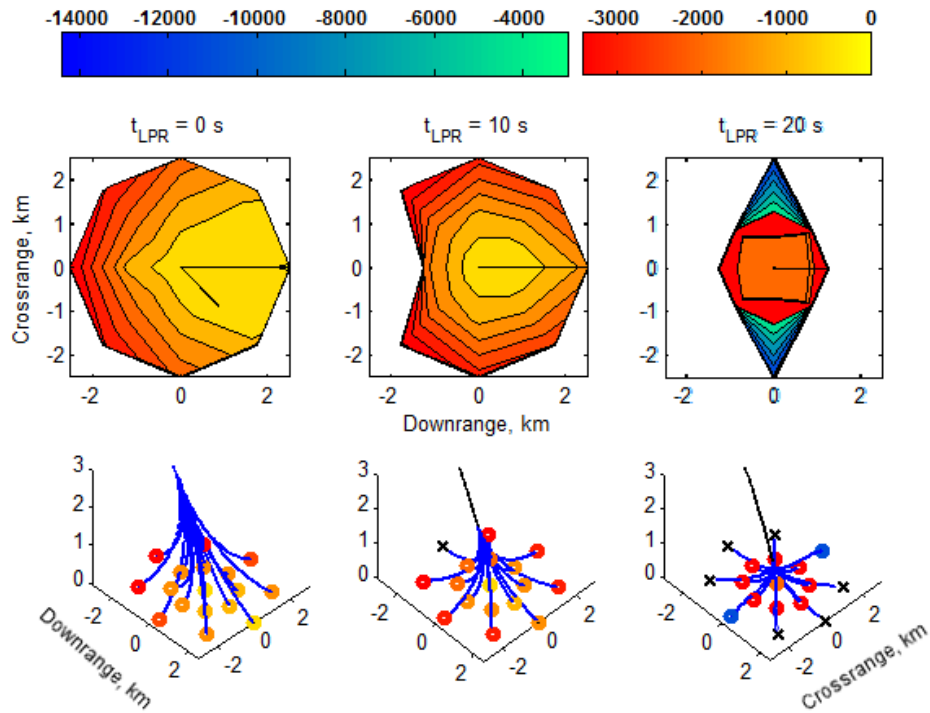 -14000 -12000 -10000 -8000 -6000 -4000 -3000 -2000 -1000 0
t_LPR = 0 s t_LPR = 10 s t_LPR = 20 s
2 2 2
1 1 1
0 0 0
-1 -1 -1
-2 -2 -2
Crossrange, km
-2 0 2 -2 0 2 -2 0 2
Downrange, km
3 3 3
2 2 2
1 1 1
0 0 0
-2 0 2 -2 0 2
-2 0 2 -2 0 2
-2 0 2 -2 0 2
Downrange, km
Crossrange, km